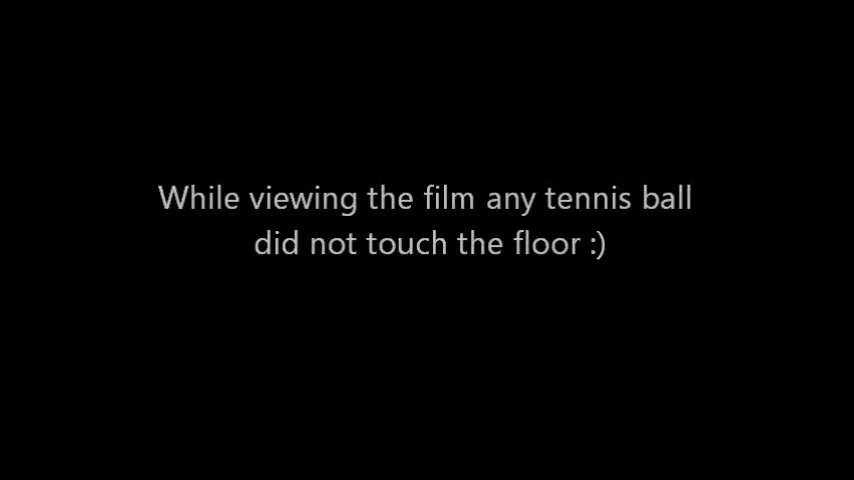 While viewing the film any tennis ball
did not touch the floor :)